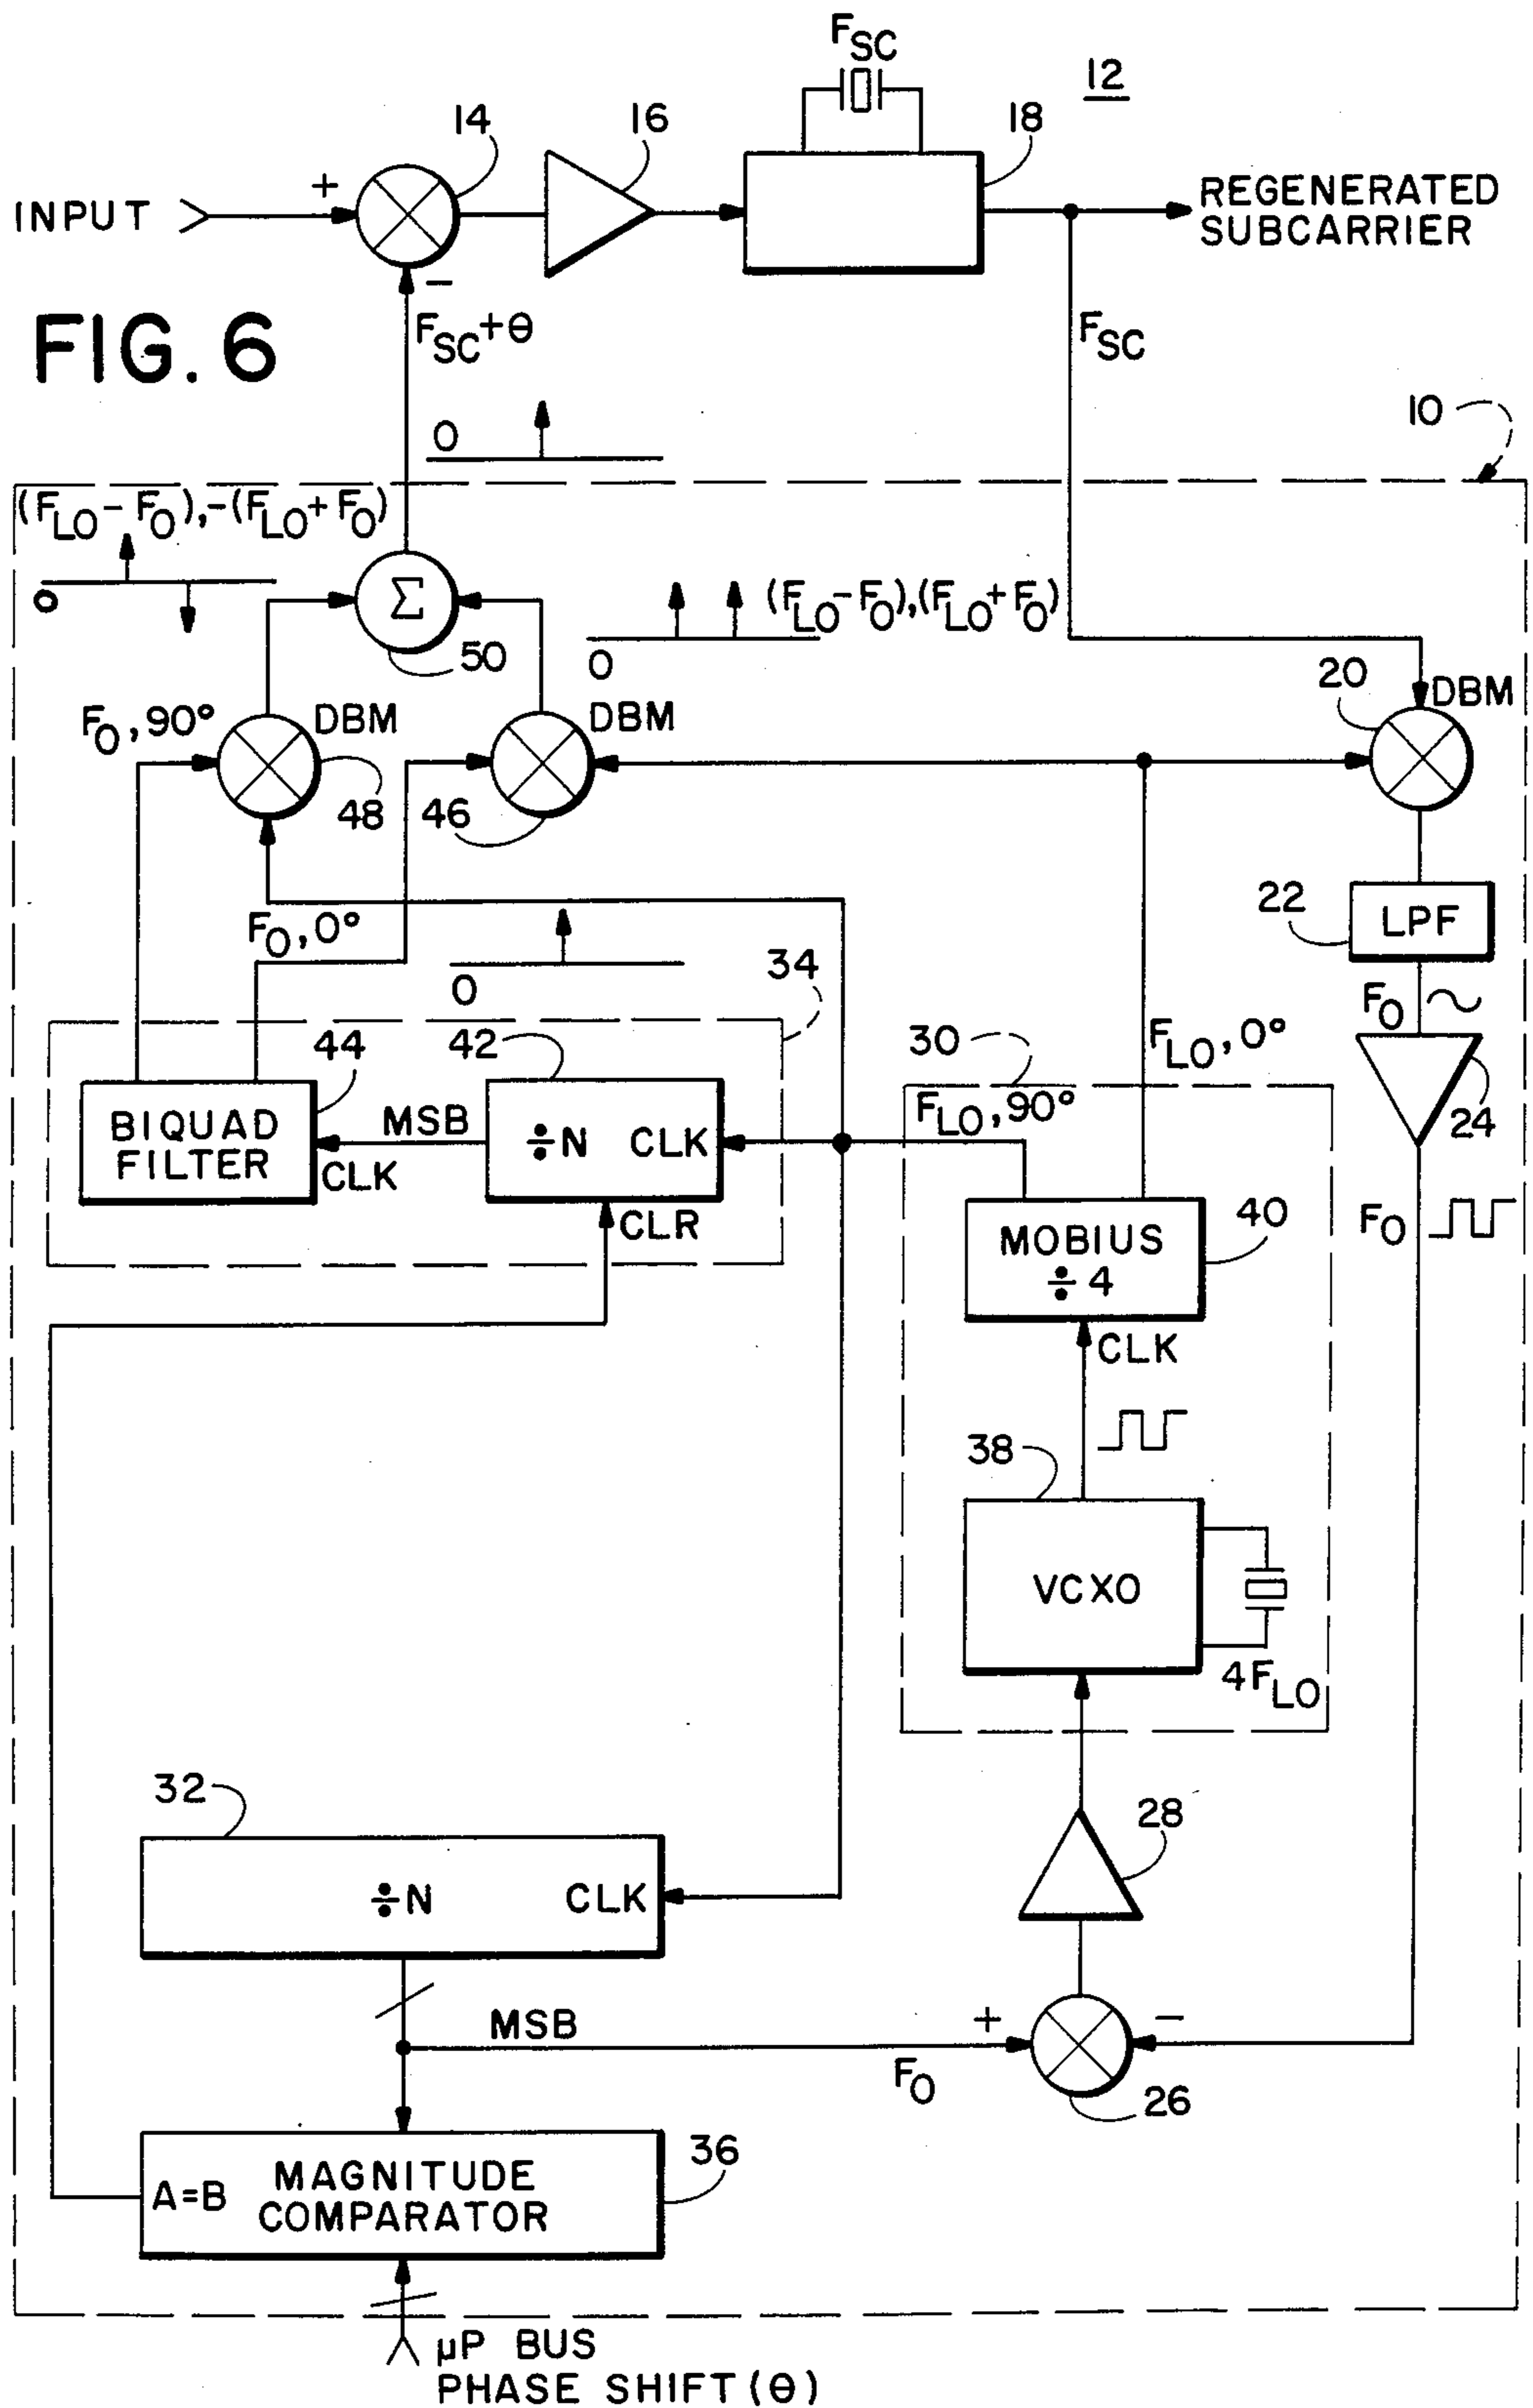 F_SC
12
14
16
18
INPUT
+
REGENERATED
SUBCARRIER
−
FIG. 6
F_SC+θ
F_SC
10
0
(F_LO−F_O),−(F_LO+F_O)
0
Σ
50
(F_LO−F_O),(F_LO+F_O)
0
20
DBM
F_O,90°
DBM
DBM
48
46
22
LPF
F_O,0°
0
34
F_O
44
42
30
F_LO,0°
F_LO,90°
24
BIQUAD
FILTER
MSB
CLK
÷N CLK
CLR
F_O
MOBIUS
÷4
40
CLK
38
VCXO
4F_LO
32
28
÷N CLK
MSB
+
−
F_O
26
36
A=B
MAGNITUDE
COMPARATOR
µP BUS
PHASE SHIFT (θ)